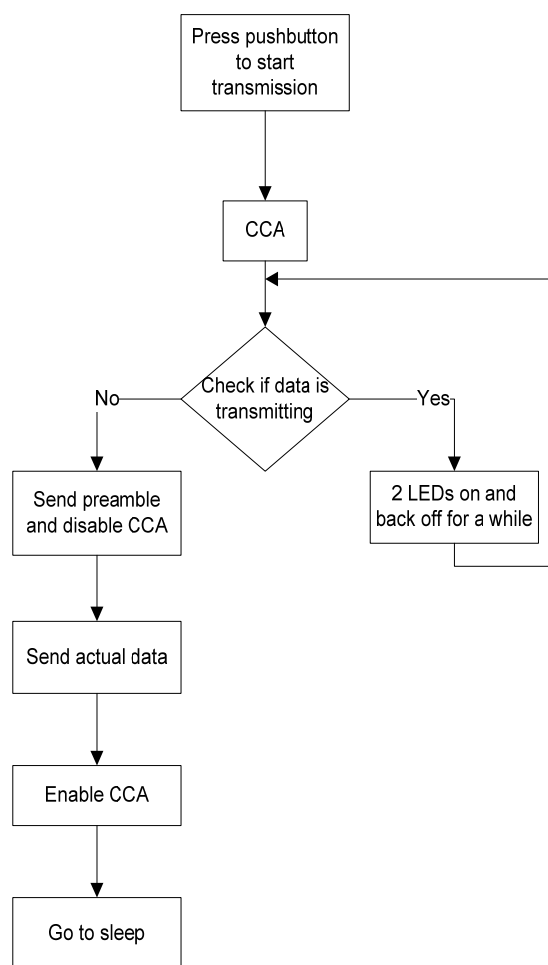 Press pushbutton
to start
transmission
CCA
Check if data is
transmitting
No
Yes
Send preamble
and disable CCA
2 LEDs on and
back off for a while
Send actual data
Enable CCA
Go to sleep